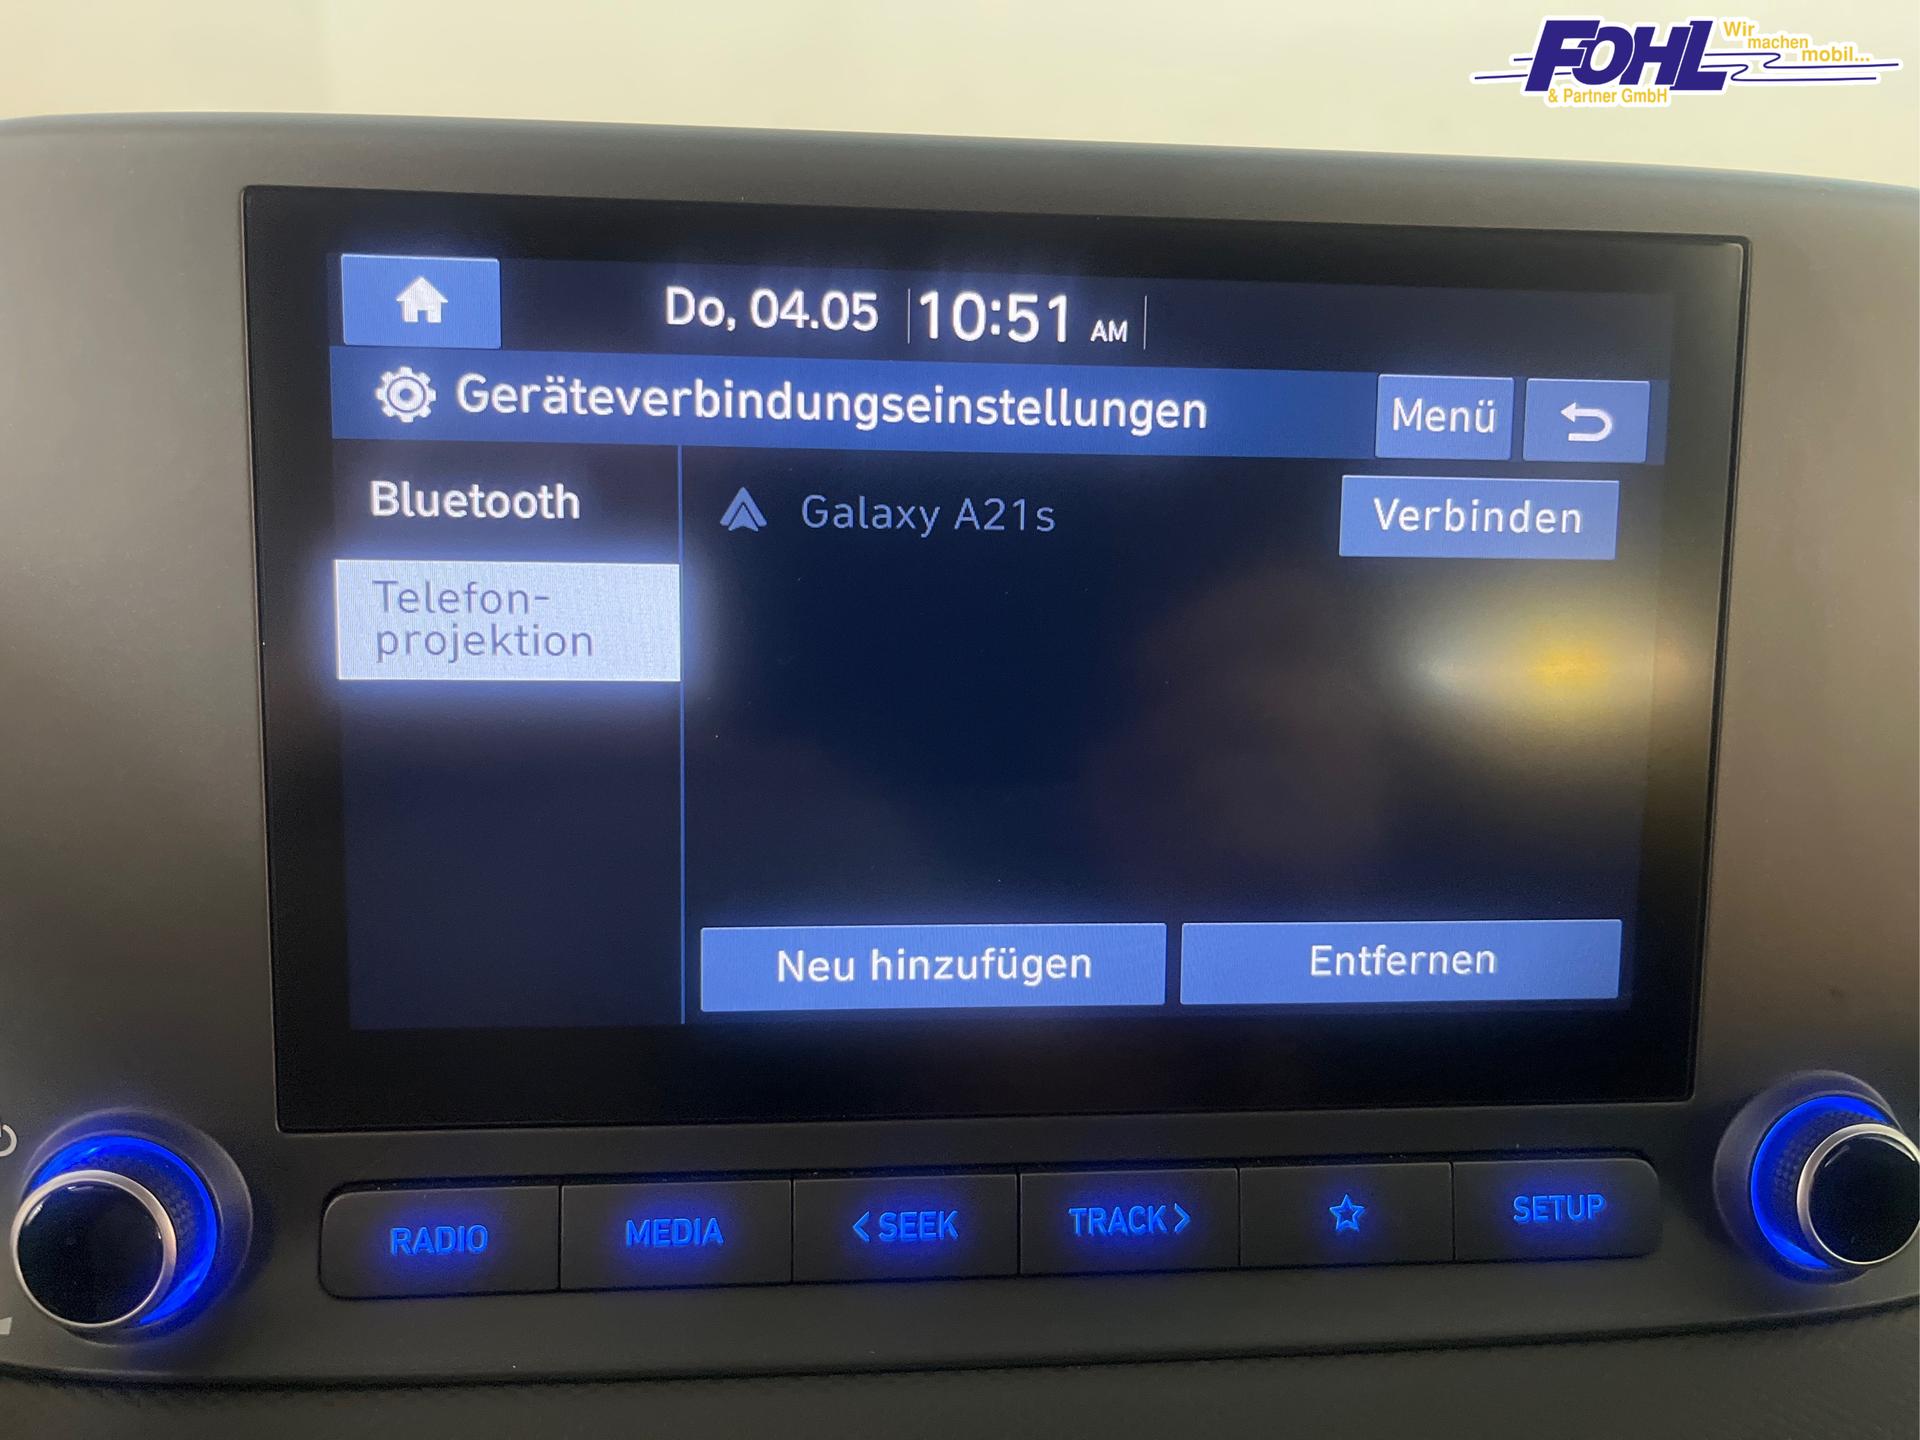 FOHL
Wir
machen
mobil...
& Partner GmbH
Do, 04.05 10:51 AM
Geräteverbindungseinstellungen
Menü
Bluetooth
Galaxy A21s
Verbinden
Telefon-
projektion
Neu hinzufügen
Entfernen
RADIO
MEDIA
< SEEK
TRACK >
SETUP